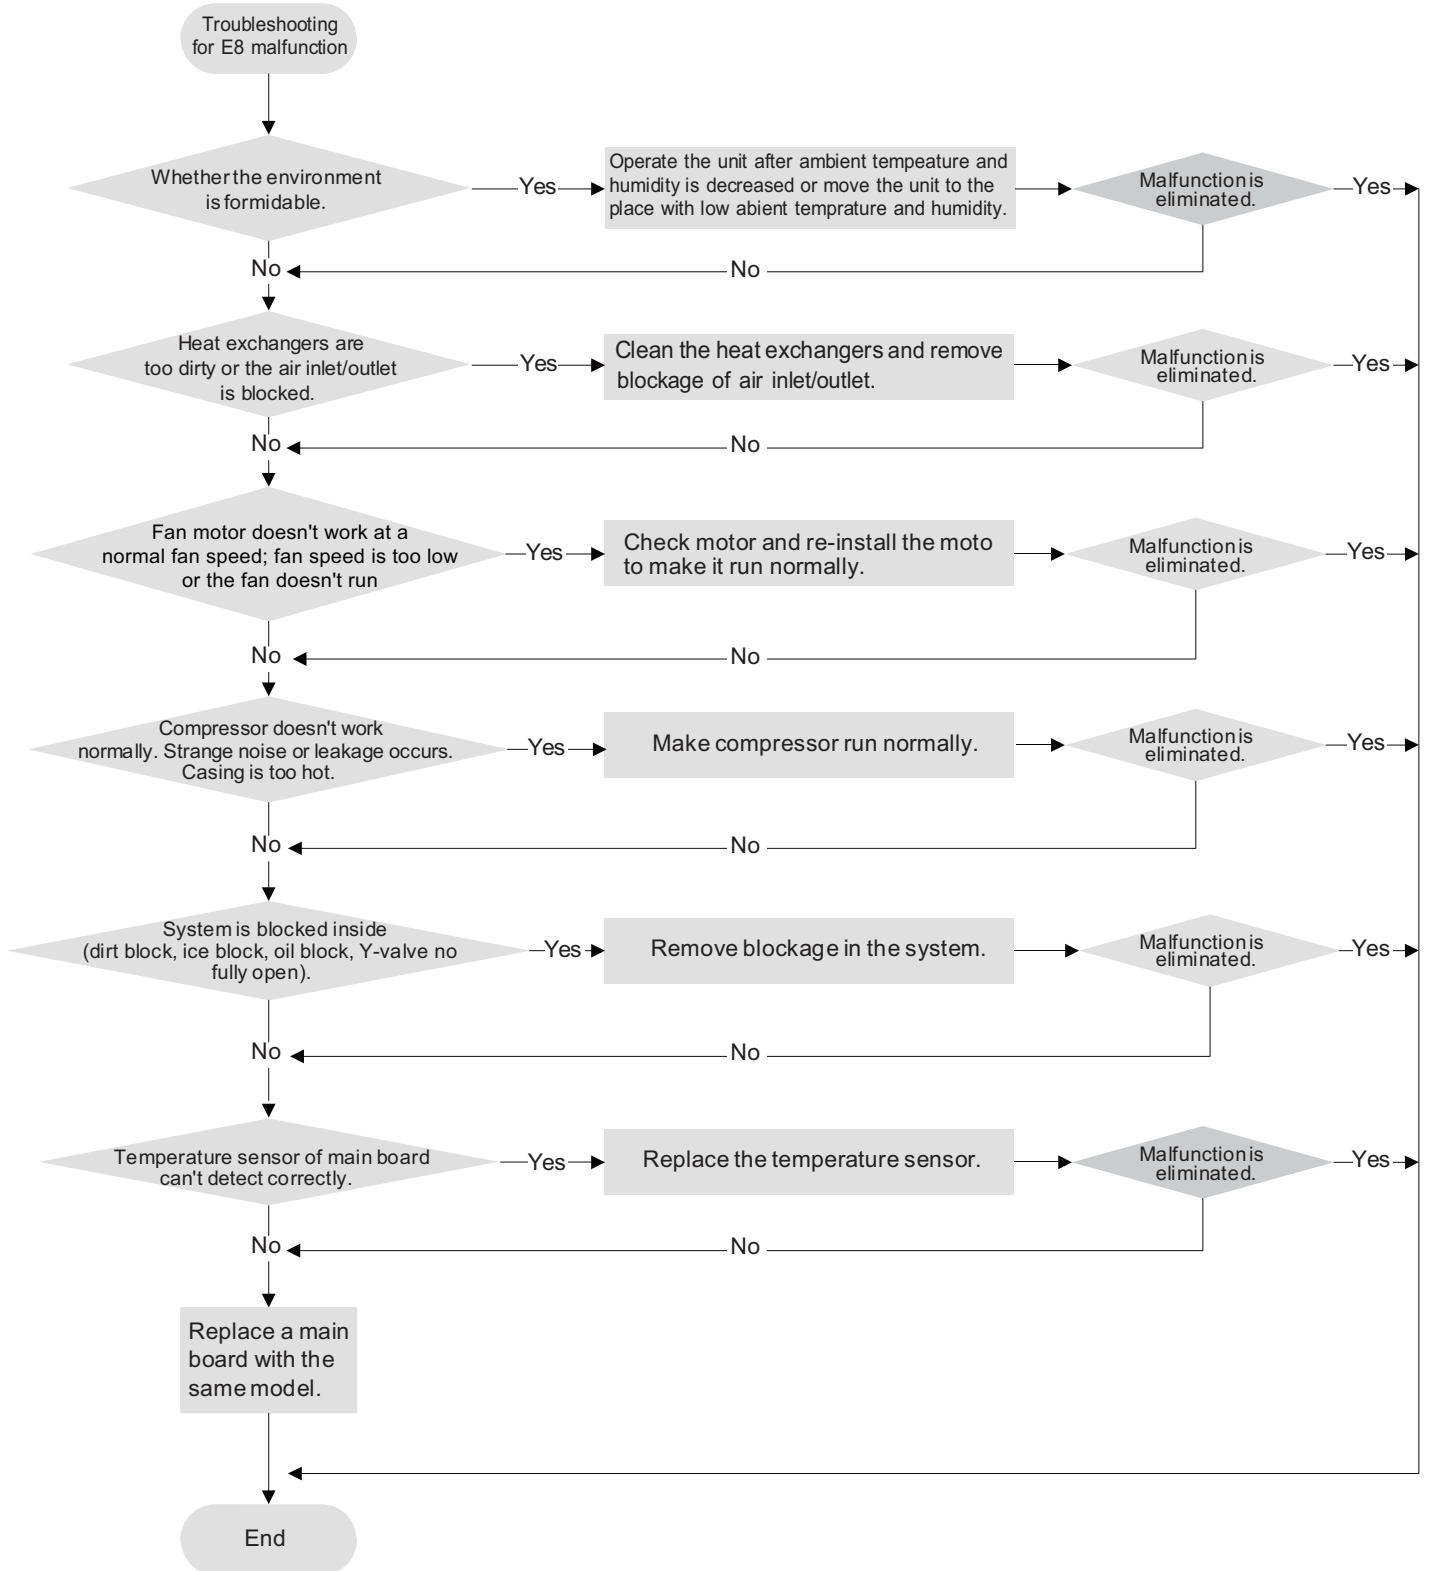 Troubleshooting
for E8 malfunction
Whether the environment
is formidable.
Yes
Operate the unit after ambient tempeature and
humidity is decreased or move the unit to the
place with low abient temprature and humidity.
Malfunction is
eliminated.
Yes
No
No
Heat exchangers are
too dirty or the air inlet/outlet
is blocked.
Yes
Clean the heat exchangers and remove
blockage of air inlet/outlet.
Malfunction is
eliminated.
Yes
No
No
Fan motor doesn't work at a
normal fan speed; fan speed is too low
or the fan doesn't run
Yes
Check motor and re-install the moto
to make it run normally.
Malfunction is
eliminated.
Yes
No
No
Compressor doesn't work
normally. Strange noise or leakage occurs.
Casing is too hot.
Yes
Make compressor run normally.
Malfunction is
eliminated.
Yes
No
No
System is blocked inside
(dirt block, ice block, oil block, Y-valve no
fully open).
Yes
Remove blockage in the system.
Malfunction is
eliminated.
Yes
No
No
Temperature sensor of main board
can't detect correctly.
Yes
Replace the temperature sensor.
Malfunction is
eliminated.
Yes
No
No
Replace a main
board with the
same model.
End